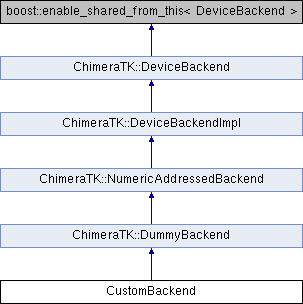 boost::enable_shared_from_this< DeviceBackend >
ChimeraTK::DeviceBackend
ChimeraTK::DeviceBackendImpl
ChimeraTK::NumericAddressedBackend
ChimeraTK::DummyBackend
CustomBackend